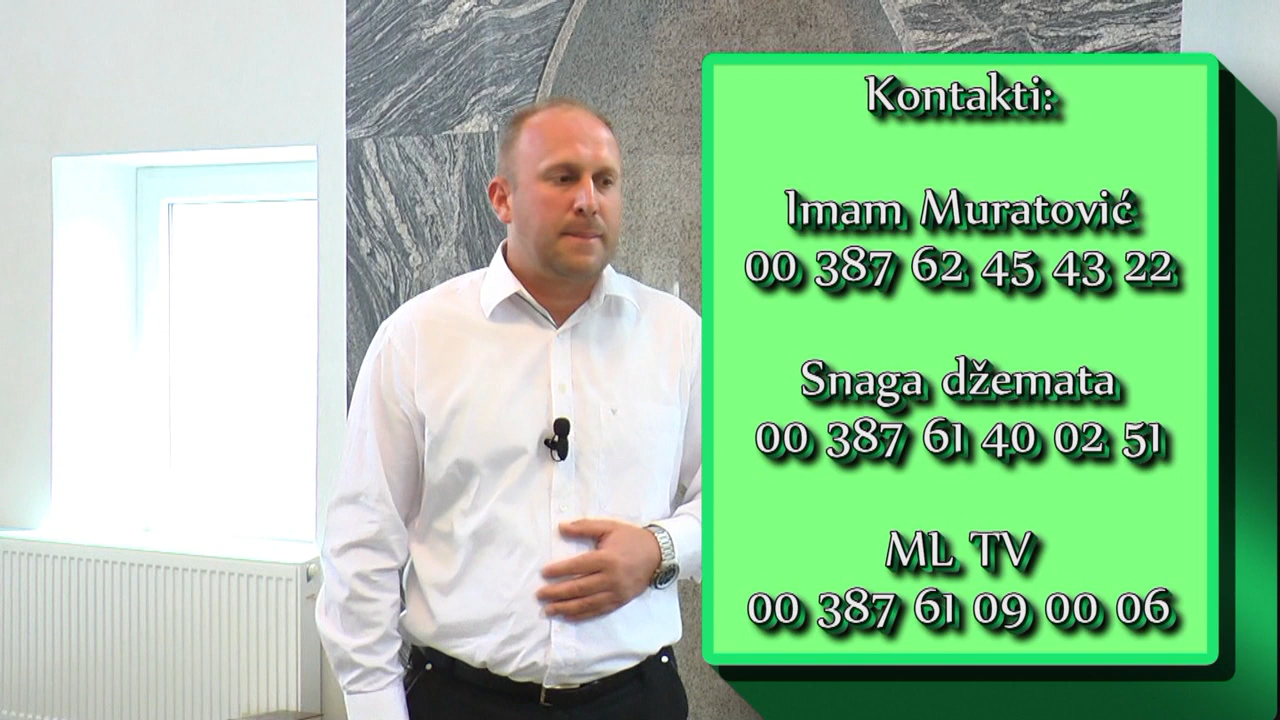 Kontakti:
Imam Muratović
00 387 62 45 43 22
Snaga džemata
00 387 61 40 02 51
ML TV
00 387 61 09 00 06